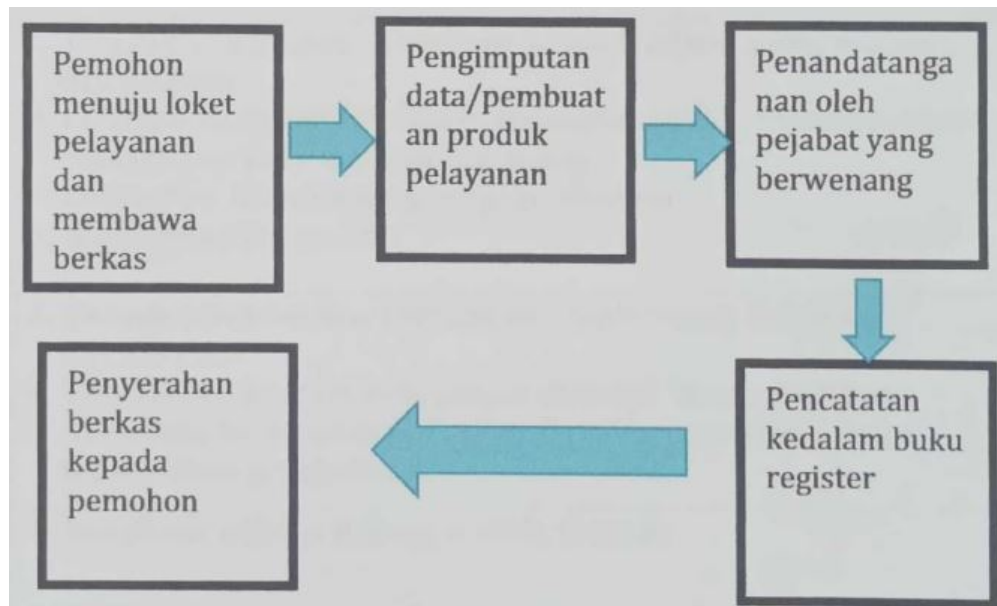 Pemohon
menuju loket
pelayanan
dan
membawa
berkas
Pengimputan
data/pembuat
an produk
pelayanan
Penandatanga
nan oleh
pejabat yang
berwenang
Pencatatan
kedalam buku
register
Penyerahan
berkas
kepada
pemohon